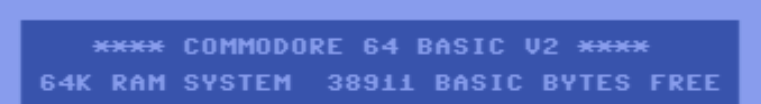 **** COMMODORE 64 BASIC V2 ****
64K RAM SYSTEM  38911 BASIC BYTES FREE